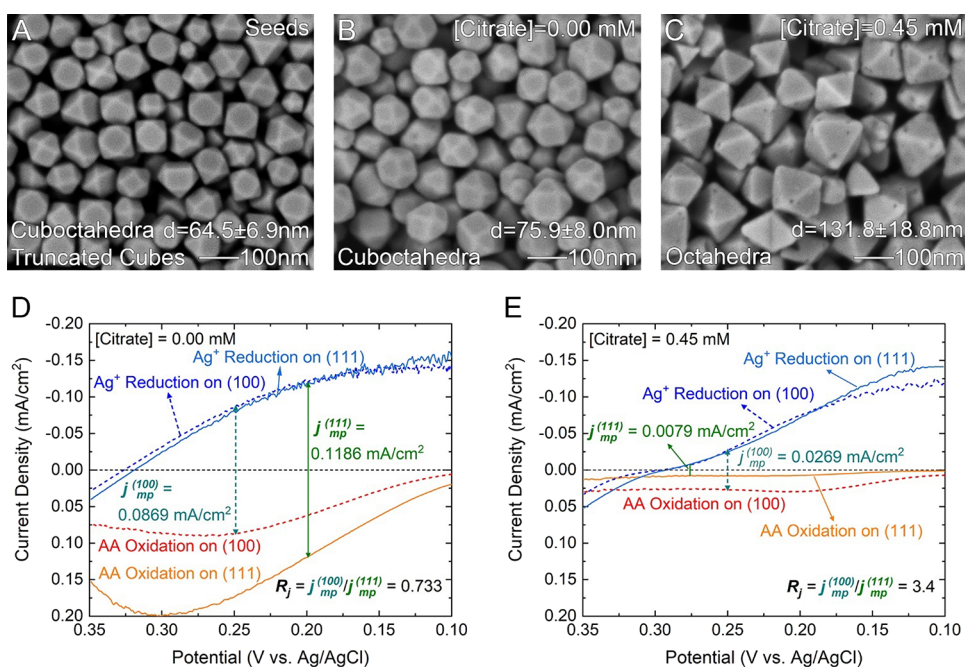 A
Seeds
Cuboctahedra d=64.5±6.9nm
Truncated Cubes 100nm
B
[Citrate]=0.00 mM
d=75.9±8.0nm
Cuboctahedra 100nm
C
[Citrate]=0.45 mM
d=131.8±18.8nm
Octahedra 100nm
D
[Citrate] = 0.00 mM
Ag⁺ Reduction on (111)
Ag⁺ Reduction on (100)
j_mp^(111) =
0.1186 mA/cm²
j_mp^(100) =
0.0869 mA/cm²
AA Oxidation on (100)
AA Oxidation on (111)
R_j = j_mp^(100)/j_mp^(111) = 0.733
-0.20
-0.15
-0.10
-0.05
0.00
0.05
0.10
0.15
0.20
Current Density (mA/cm²)
0.35 0.30 0.25 0.20 0.15 0.10
Potential (V vs. Ag/AgCl)
E
[Citrate] = 0.45 mM
Ag⁺ Reduction on (111)
Ag⁺ Reduction on (100)
j_mp^(111) = 0.0079 mA/cm²
j_mp^(100) = 0.0269 mA/cm²
AA Oxidation on (100)
AA Oxidation on (111)
R_j = j_mp^(100)/j_mp^(111) = 3.4
-0.20
-0.15
-0.10
-0.05
0.00
0.05
0.10
0.15
0.20
Current Density (mA/cm²)
0.35 0.30 0.25 0.20 0.15 0.10
Potential (V vs. Ag/AgCl)